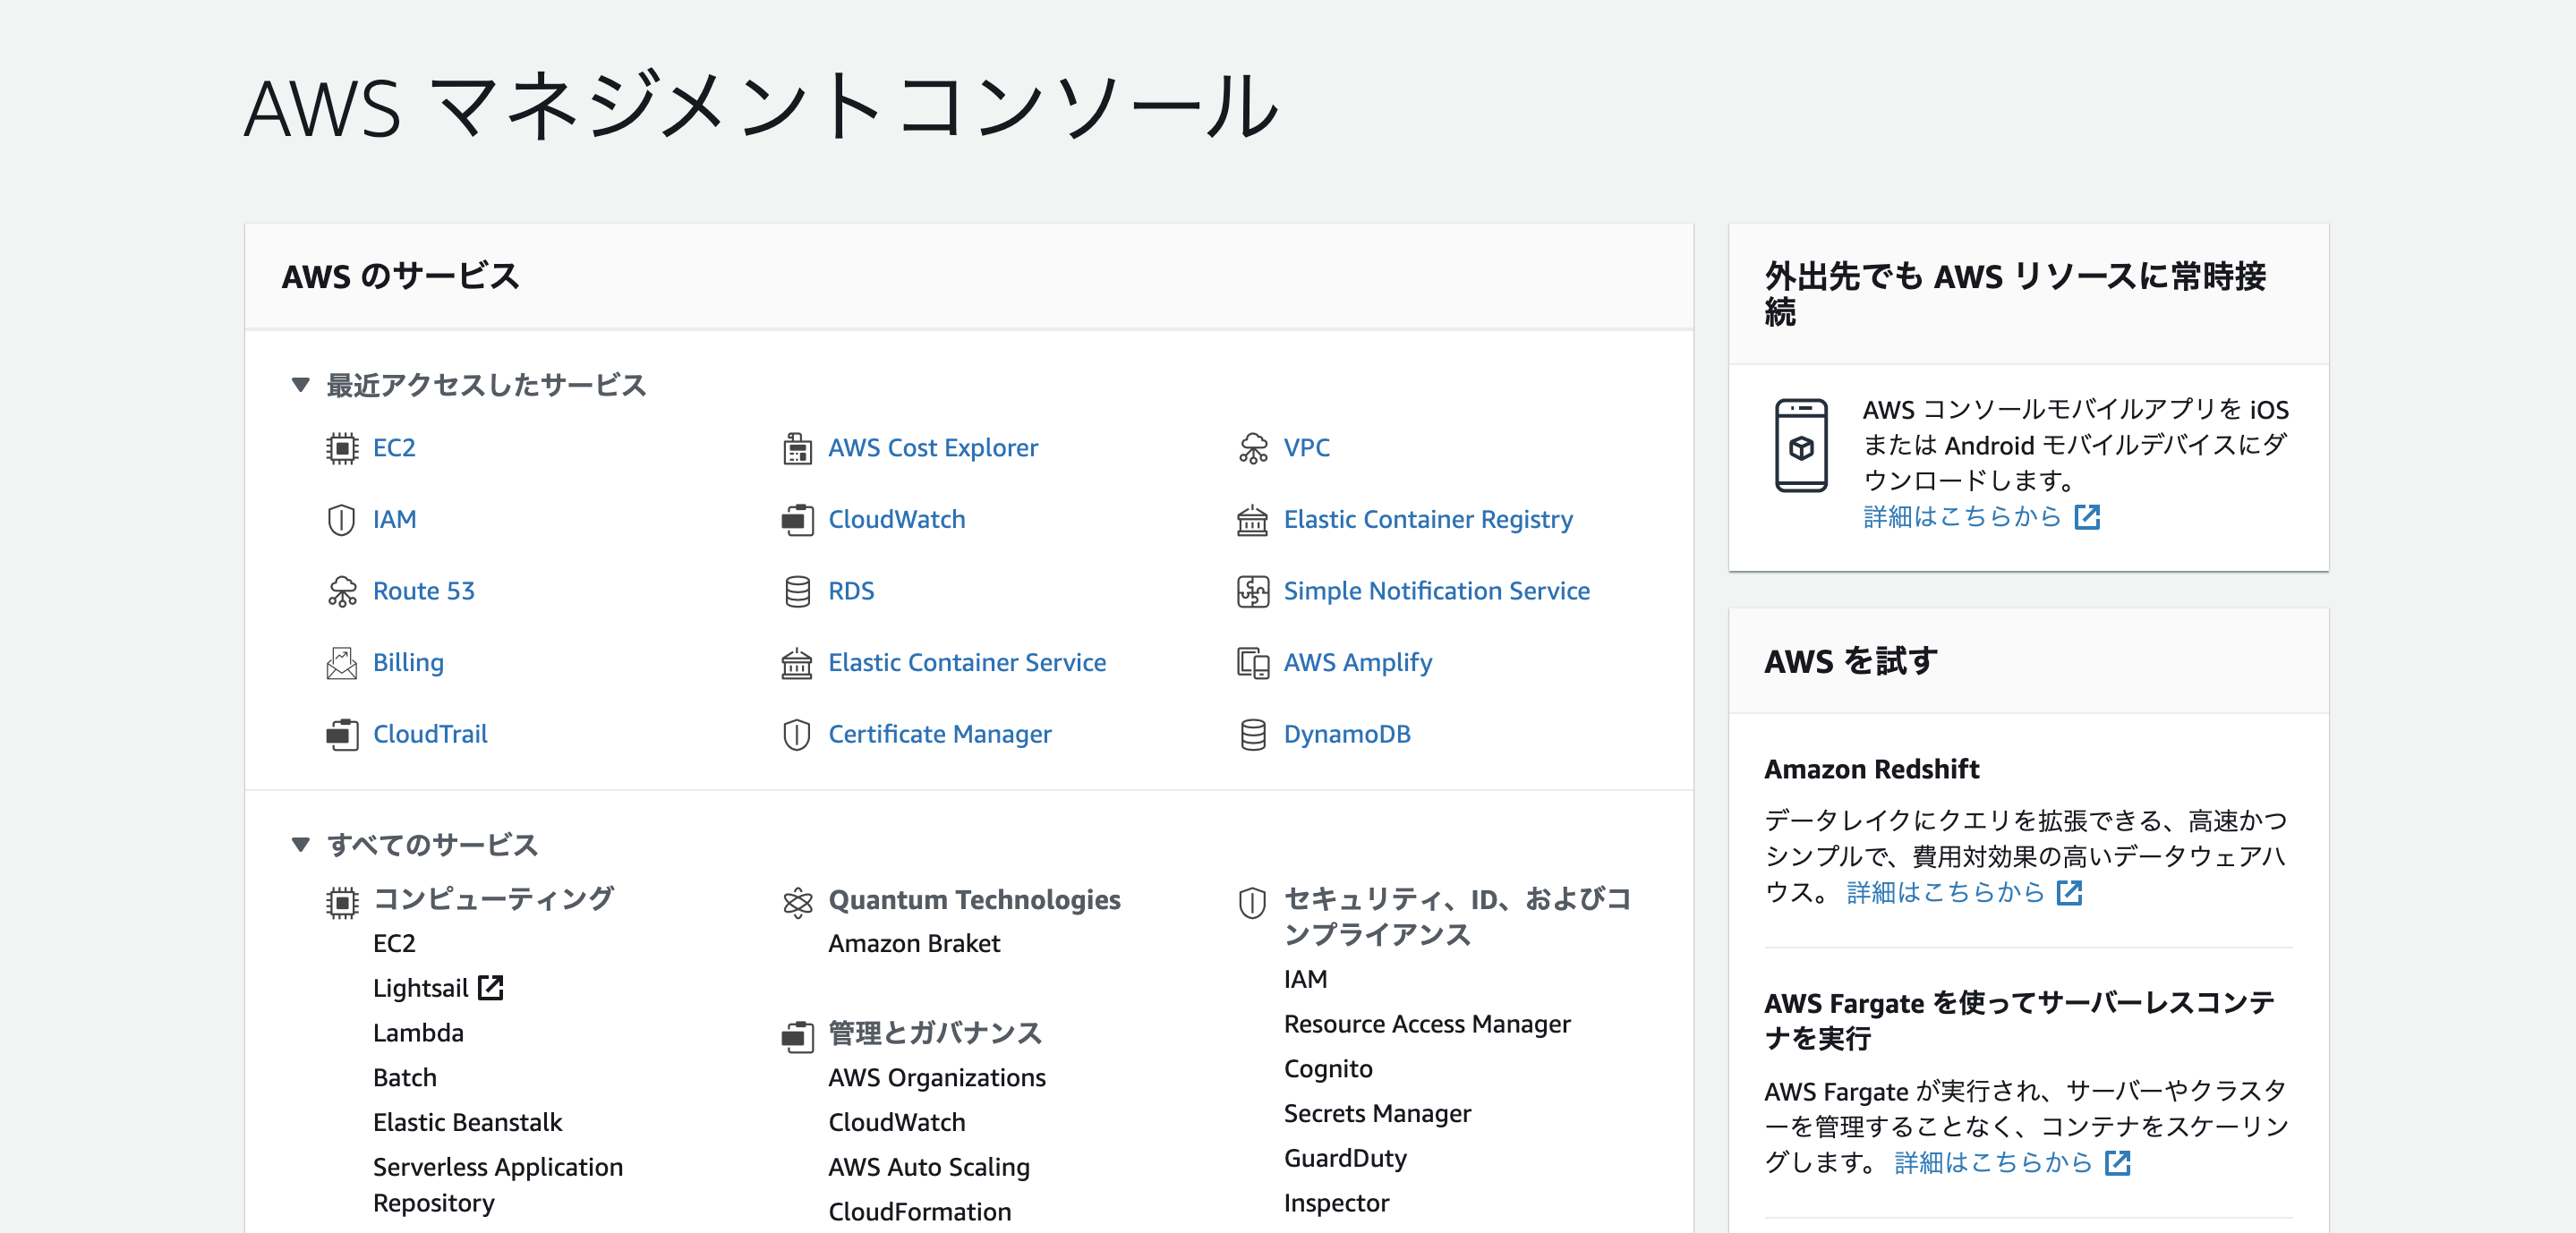 AWS マネジメントコンソール
AWS のサービス
最近アクセスしたサービス
EC2
AWS Cost Explorer
VPC
IAM
CloudWatch
Elastic Container Registry
Route 53
RDS
Simple Notification Service
Billing
Elastic Container Service
AWS Amplify
CloudTrail
Certificate Manager
DynamoDB
すべてのサービス
コンピューティング
EC2
Lightsail
Lambda
Batch
Elastic Beanstalk
Serverless Application
Repository
Quantum Technologies
Amazon Braket
管理とガバナンス
AWS Organizations
CloudWatch
AWS Auto Scaling
CloudFormation
セキュリティ、ID、およびコ
ンプライアンス
IAM
Resource Access Manager
Cognito
Secrets Manager
GuardDuty
Inspector
外出先でも AWS リソースに常時接
続
AWS コンソールモバイルアプリを iOS
または Android モバイルデバイスにダ
ウンロードします。
詳細はこちらから
AWS を試す
Amazon Redshift
データレイクにクエリを拡張できる、高速かつ
シンプルで、費用対効果の高いデータウェアハ
ウス。 詳細はこちらから
AWS Fargate を使ってサーバーレスコンテ
ナを実行
AWS Fargate が実行され、サーバーやクラスタ
ーを管理することなく、コンテナをスケーリン
グします。 詳細はこちらから